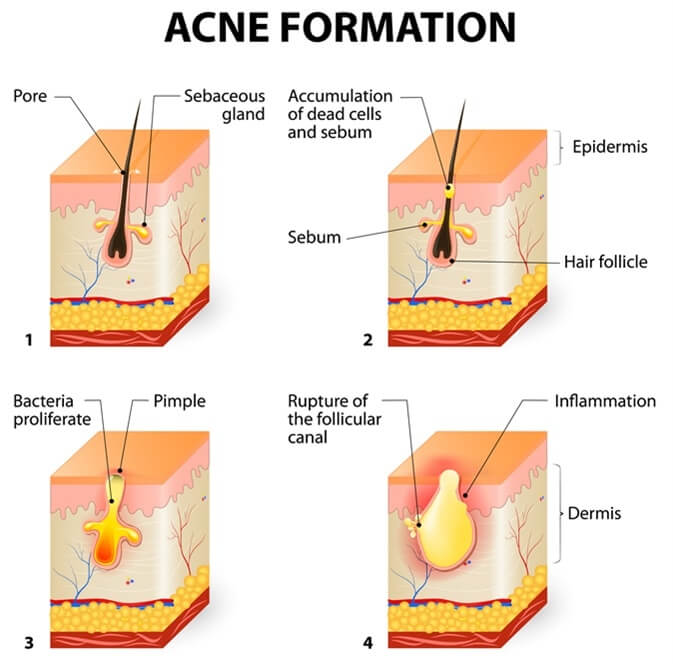 ACNE FORMATION
Pore
Sebaceous
gland
Accumulation
of dead cells
and sebum
Epidermis
Sebum
Hair follicle
1
2
Bacteria
proliferate
Pimple
Rupture of
the follicular
canal
Inflammation
Dermis
3
4